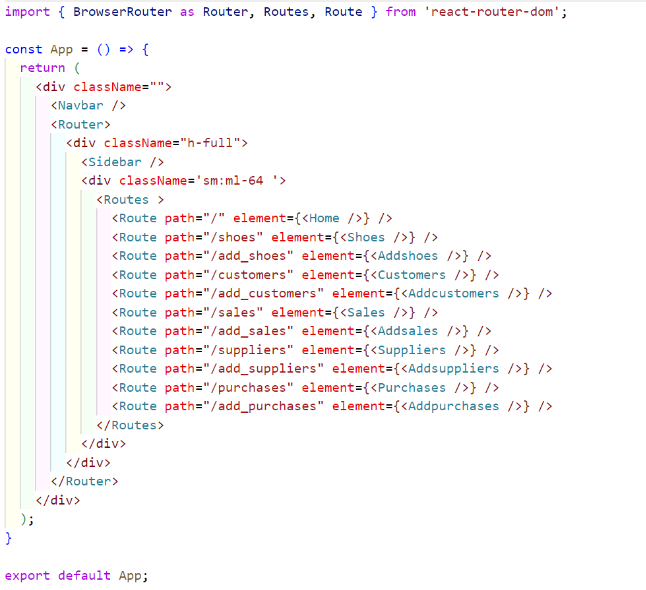 import { BrowserRouter as Router, Routes, Route } from 'react-router-dom';

const App = () => {
  return (
    <div className="">
      <Navbar />
      <Router>
        <div className="h-full">
          <Sidebar />
          <div className='sm:ml-64 '>
            <Routes >
              <Route path="/" element={<Home />} />
              <Route path="/shoes" element={<Shoes />} />
              <Route path="/add_shoes" element={<Addshoes />} />
              <Route path="/customers" element={<Customers />} />
              <Route path="/add_customers" element={<Addcustomers />} />
              <Route path="/sales" element={<Sales />} />
              <Route path="/add_sales" element={<Addsales />} />
              <Route path="/suppliers" element={<Suppliers />} />
              <Route path="/add_suppliers" element={<Addsuppliers />} />
              <Route path="/purchases" element={<Purchases />} />
              <Route path="/add_purchases" element={<Addpurchases />} />
            </Routes>
          </div>
        </div>
      </Router>
    </div>
  );
}

export default App;